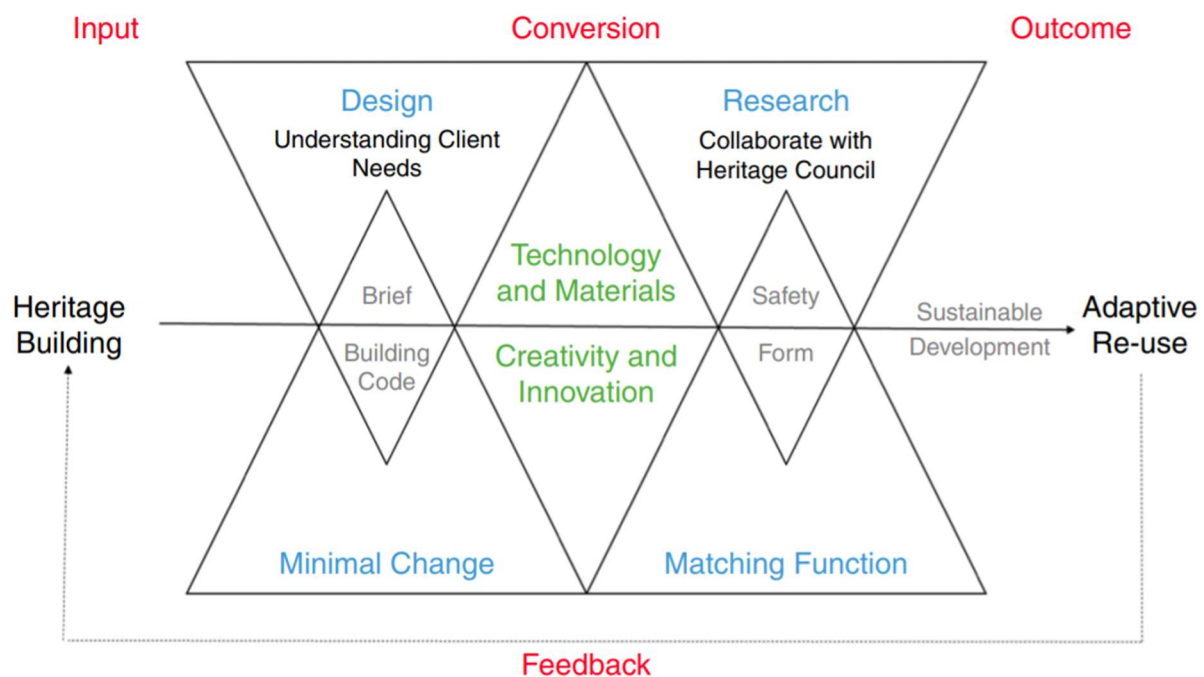 Input
Conversion
Outcome
Design
Understanding Client
Needs
Research
Collaborate with
Heritage Council
Technology
and Materials
Brief
Safety
Heritage
Building
Sustainable
Development
Adaptive
Re-use
Building
Code
Creativity and
Innovation
Form
Minimal Change
Matching Function
Feedback